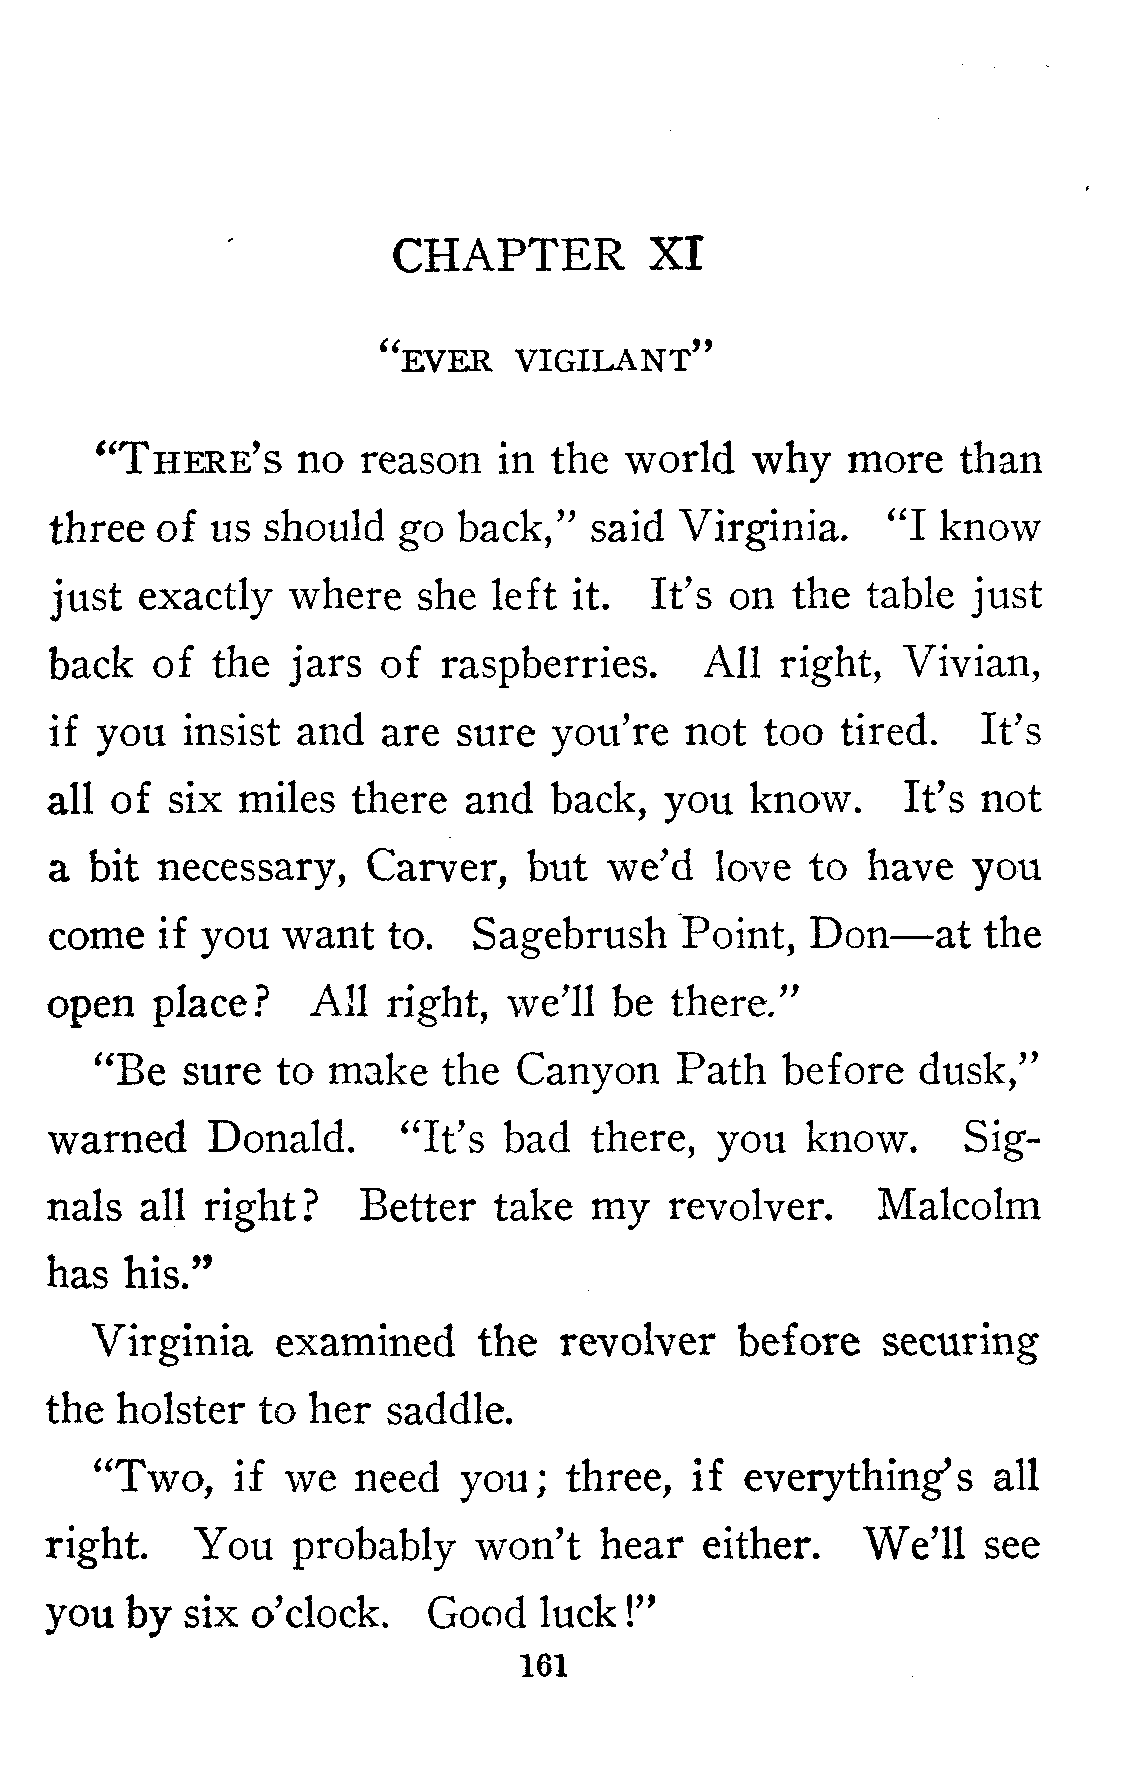 CHAPTER XI
“EVER VIGILANT”
“THERE’S no reason in the world why more than
three of us should go back,” said Virginia. “I know
just exactly where she left it. It’s on the table just
back of the jars of raspberries. All right, Vivian,
if you insist and are sure you’re not too tired. It’s
all of six miles there and back, you know. It’s not
a bit necessary, Carver, but we’d love to have you
come if you want to. Sagebrush Point, Don—at the
open place? All right, we’ll be there.”
“Be sure to make the Canyon Path before dusk,”
warned Donald. “It’s bad there, you know. Sig-
nals all right? Better take my revolver. Malcolm
has his.”
Virginia examined the revolver before securing
the holster to her saddle.
“Two, if we need you; three, if everything’s all
right. You probably won’t hear either. We’ll see
you by six o’clock. Good luck!”
161